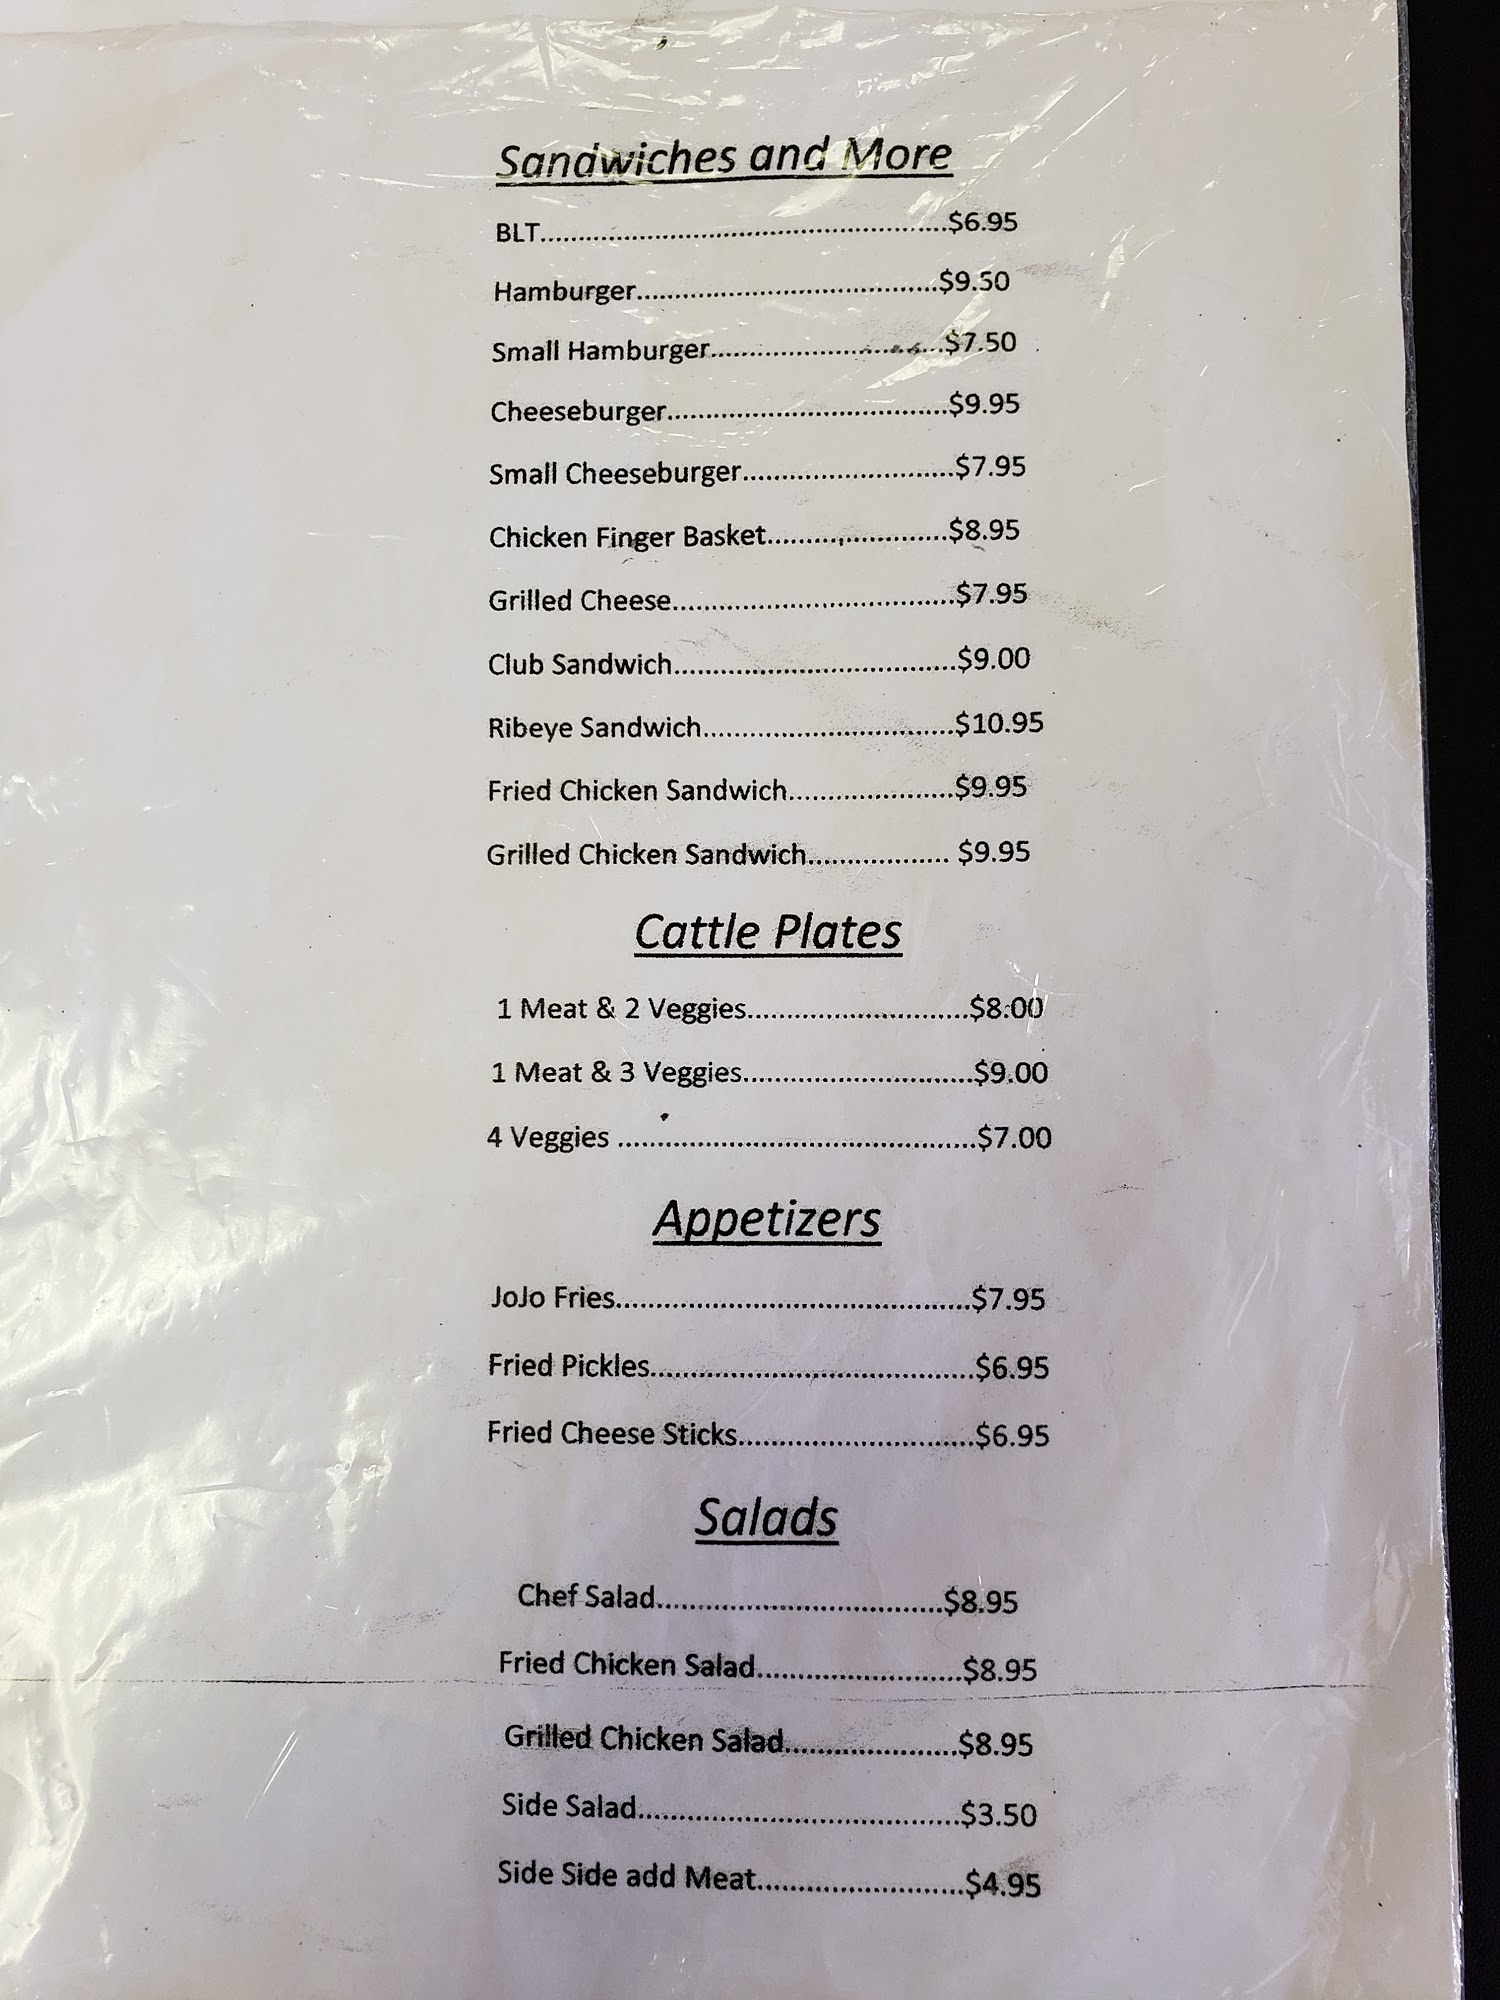 Sandwiches and More
BLT......................................................$6.95
Hamburger........................................$9.50
Small Hamburger...............................$7.50
Cheeseburger.....................................$9.95
Small Cheeseburger............................$7.95
Chicken Finger Basket........................$8.95
Grilled Cheese.....................................$7.95
Club Sandwich.....................................$9.00
Ribeye Sandwich.................................$10.95
Fried Chicken Sandwich......................$9.95
Grilled Chicken Sandwich................... $9.95
Cattle Plates
1 Meat & 2 Veggies.............................$8.00
1 Meat & 3 Veggies..............................$9.00
4 Veggies ...............................................$7.00
Appetizers
JoJo Fries...............................................$7.95
Fried Pickles...........................................$6.95
Fried Cheese Sticks...............................$6.95
Salads
Chef Salad......................................$8.95
Fried Chicken Salad...........................$8.95
Grilled Chicken Salad.......................$8.95
Side Salad..........................................$3.50
Side Side add Meat...........................$4.95